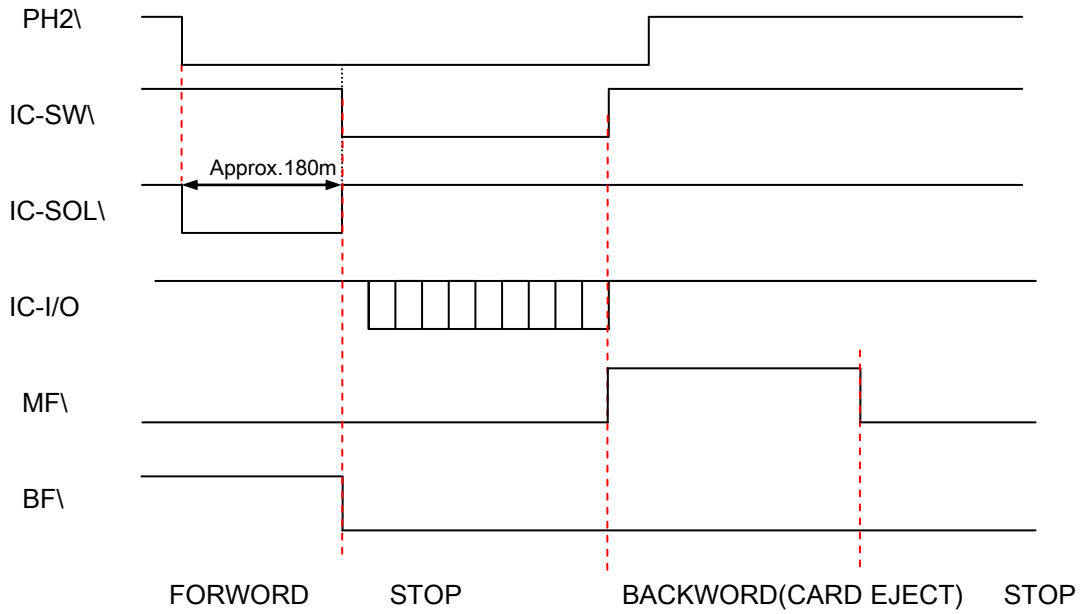 PH2\
IC-SW\
Approx.180m
IC-SOL\
IC-I/O
MF\
BF\
FORWORD STOP BACKWORD(CARD EJECT) STOP